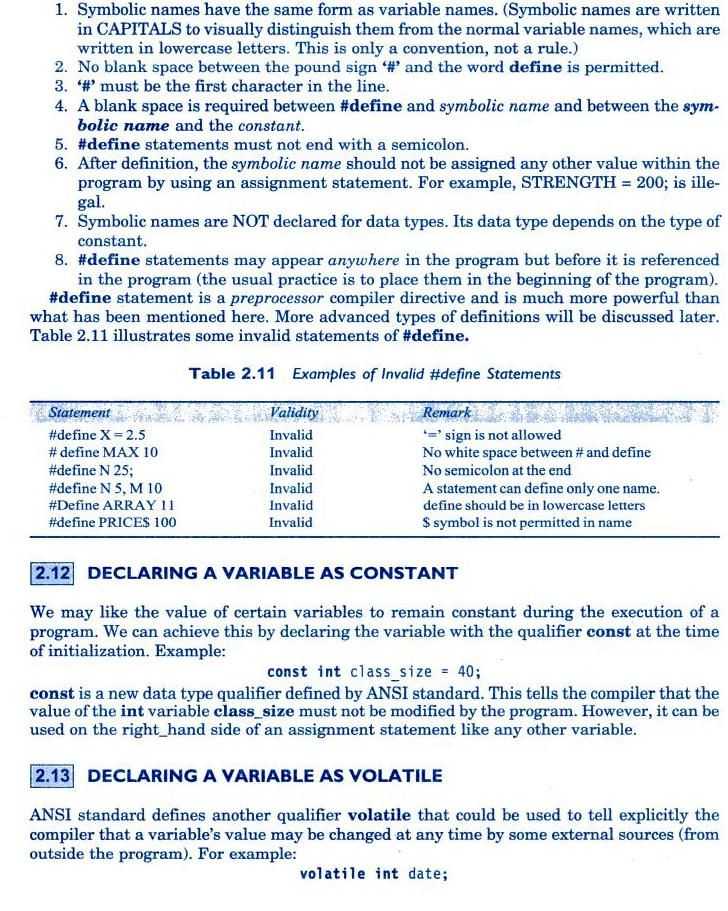 1. Symbolic names have the same form as variable names. (Symbolic names are written
in CAPITALS to visually distinguish them from the normal variable names, which are
written in lowercase letters. This is only a convention, not a rule.)
2. No blank space between the pound sign ‘#’ and the word define is permitted.
3. ‘#’ must be the first character in the line.
4. A blank space is required between #define and symbolic name and between the sym-
bolic name and the constant.
5. #define statements must not end with a semicolon.
6. After definition, the symbolic name should not be assigned any other value within the
program by using an assignment statement. For example, STRENGTH = 200; is ille-
gal.
7. Symbolic names are NOT declared for data types. Its data type depends on the type of
constant.
8. #define statements may appear anywhere in the program but before it is referenced
in the program (the usual practice is to place them in the beginning of the program).
#define statement is a preprocessor compiler directive and is much more powerful than
what has been mentioned here. More advanced types of definitions will be discussed later.
Table 2.11 illustrates some invalid statements of #define.
Table 2.11 Examples of Invalid #define Statements
Statement Validity Remark
#define X = 2.5 Invalid ‘=’ sign is not allowed
# define MAX 10 Invalid No white space between # and define
#define N 25; Invalid No semicolon at the end
#define N 5, M 10 Invalid A statement can define only one name.
#Define ARRAY 11 Invalid define should be in lowercase letters
#define PRICE$ 100 Invalid $ symbol is not permitted in name
2.12 DECLARING A VARIABLE AS CONSTANT
We may like the value of certain variables to remain constant during the execution of a
program. We can achieve this by declaring the variable with the qualifier const at the time
of initialization. Example:
const int class_size = 40;
const is a new data type qualifier defined by ANSI standard. This tells the compiler that the
value of the int variable class_size must not be modified by the program. However, it can be
used on the right_hand side of an assignment statement like any other variable.
2.13 DECLARING A VARIABLE AS VOLATILE
ANSI standard defines another qualifier volatile that could be used to tell explicitly the
compiler that a variable's value may be changed at any time by some external sources (from
outside the program). For example:
volatile int date;